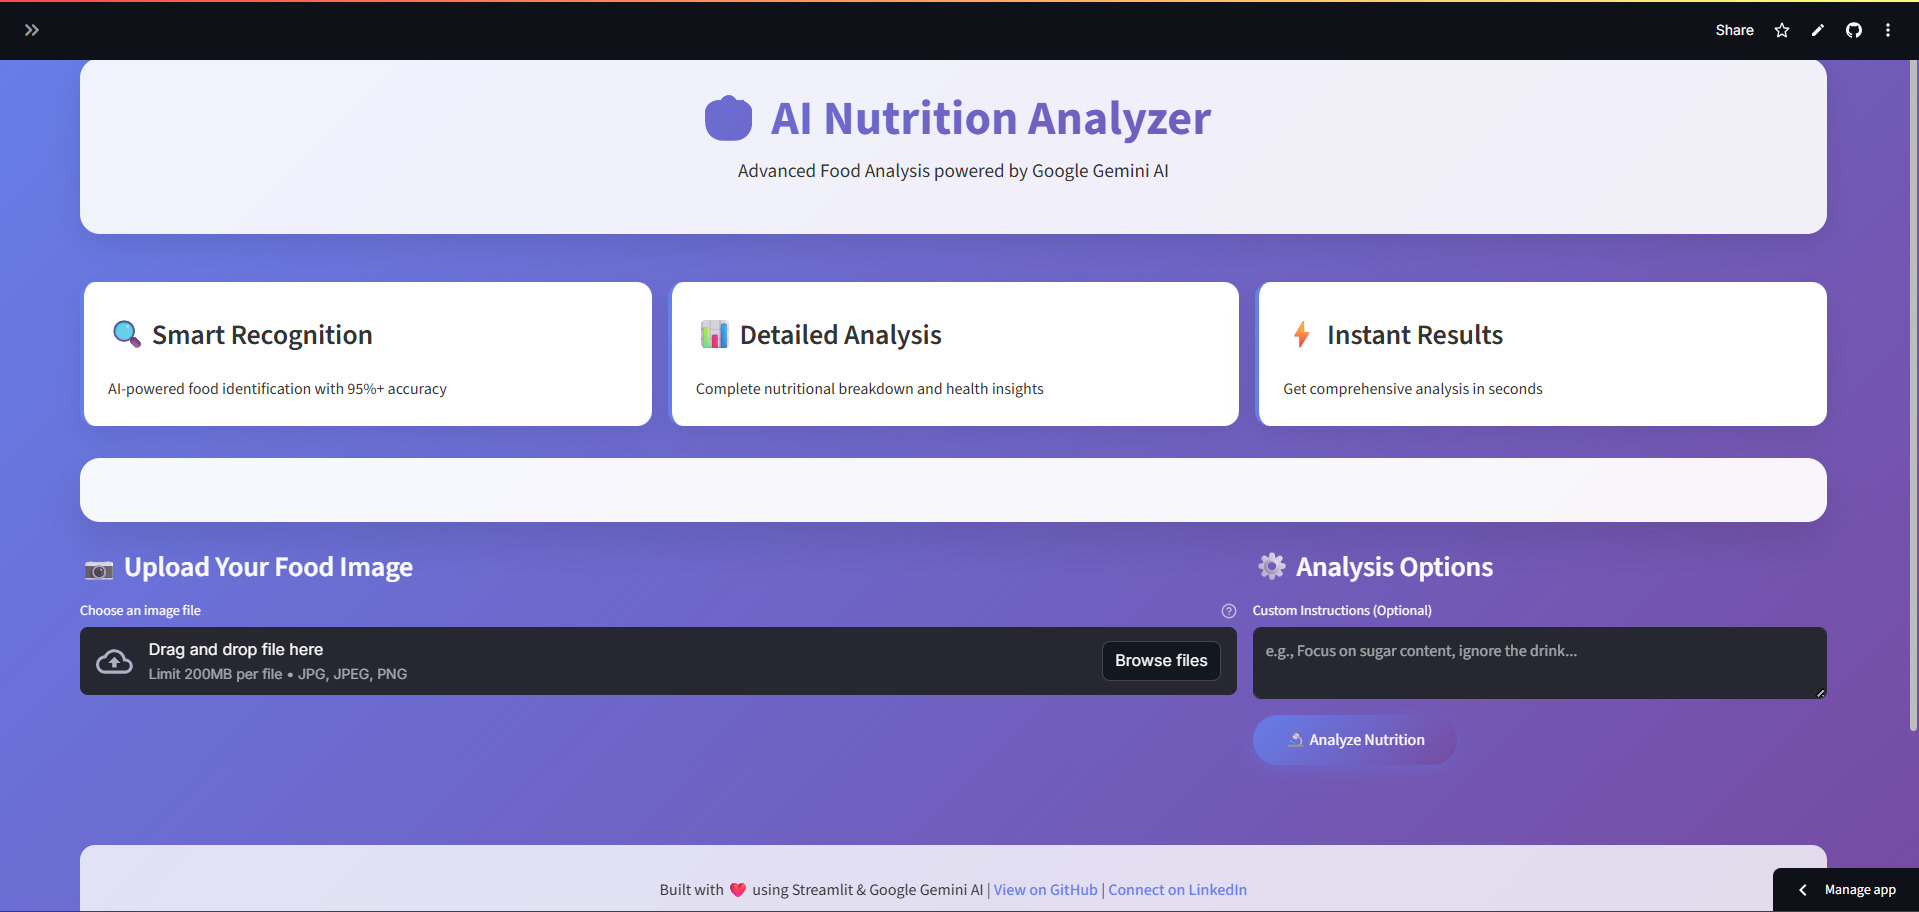 Share
AI Nutrition Analyzer
Advanced Food Analysis powered by Google Gemini AI
Smart Recognition
AI-powered food identification with 95%+ accuracy
Detailed Analysis
Complete nutritional breakdown and health insights
Instant Results
Get comprehensive analysis in seconds
Upload Your Food Image
Choose an image file
Drag and drop file here
Limit 200MB per file • JPG, JPEG, PNG
Browse files
Analysis Options
Custom Instructions (Optional)
e.g., Focus on sugar content, ignore the drink...
Analyze Nutrition
Built with ❤️ using Streamlit & Google Gemini AI | View on GitHub | Connect on LinkedIn
Manage app